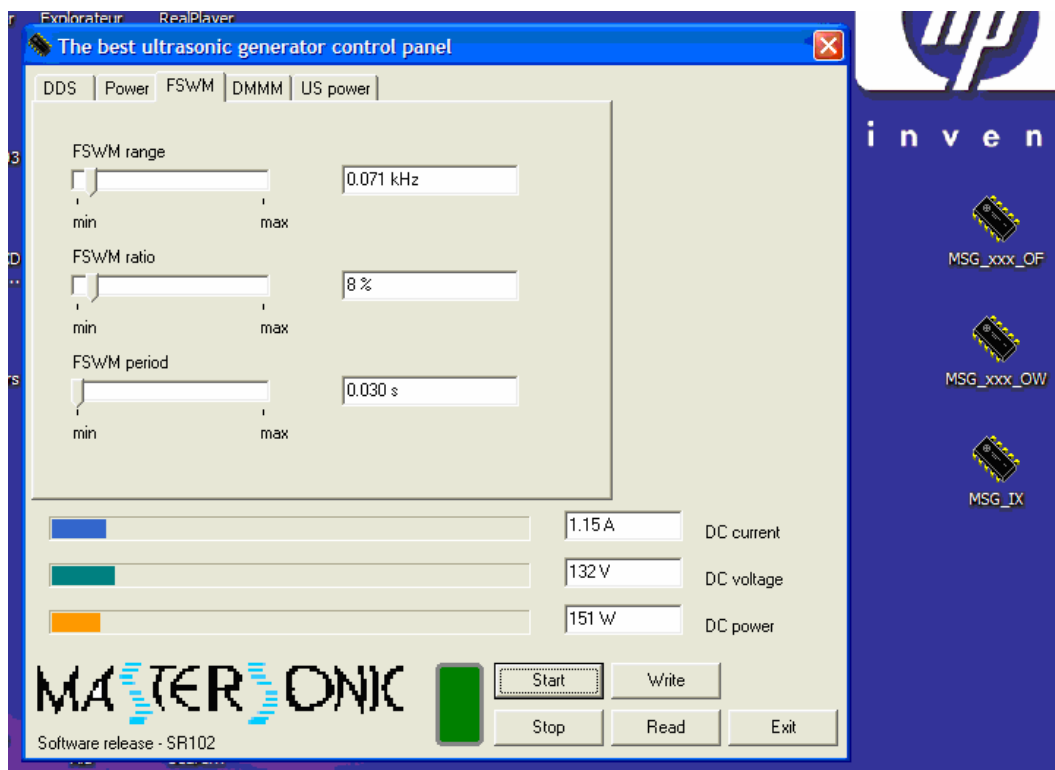 Explorateur RealPlayer
The best ultrasonic generator control panel
DDS Power FSWM DMMM US power
FSWM range
0.071 kHz
min max
FSWM ratio
8 %
min max
FSWM period
0.030 s
min max
1.15 A DC current
132 V DC voltage
151 W DC power
MASTERSONIC
Start Write
Stop Read Exit
Software release - SR102
hp
i n v e n
MSG_xxx_OF
MSG_xxx_OW
MSG_IX